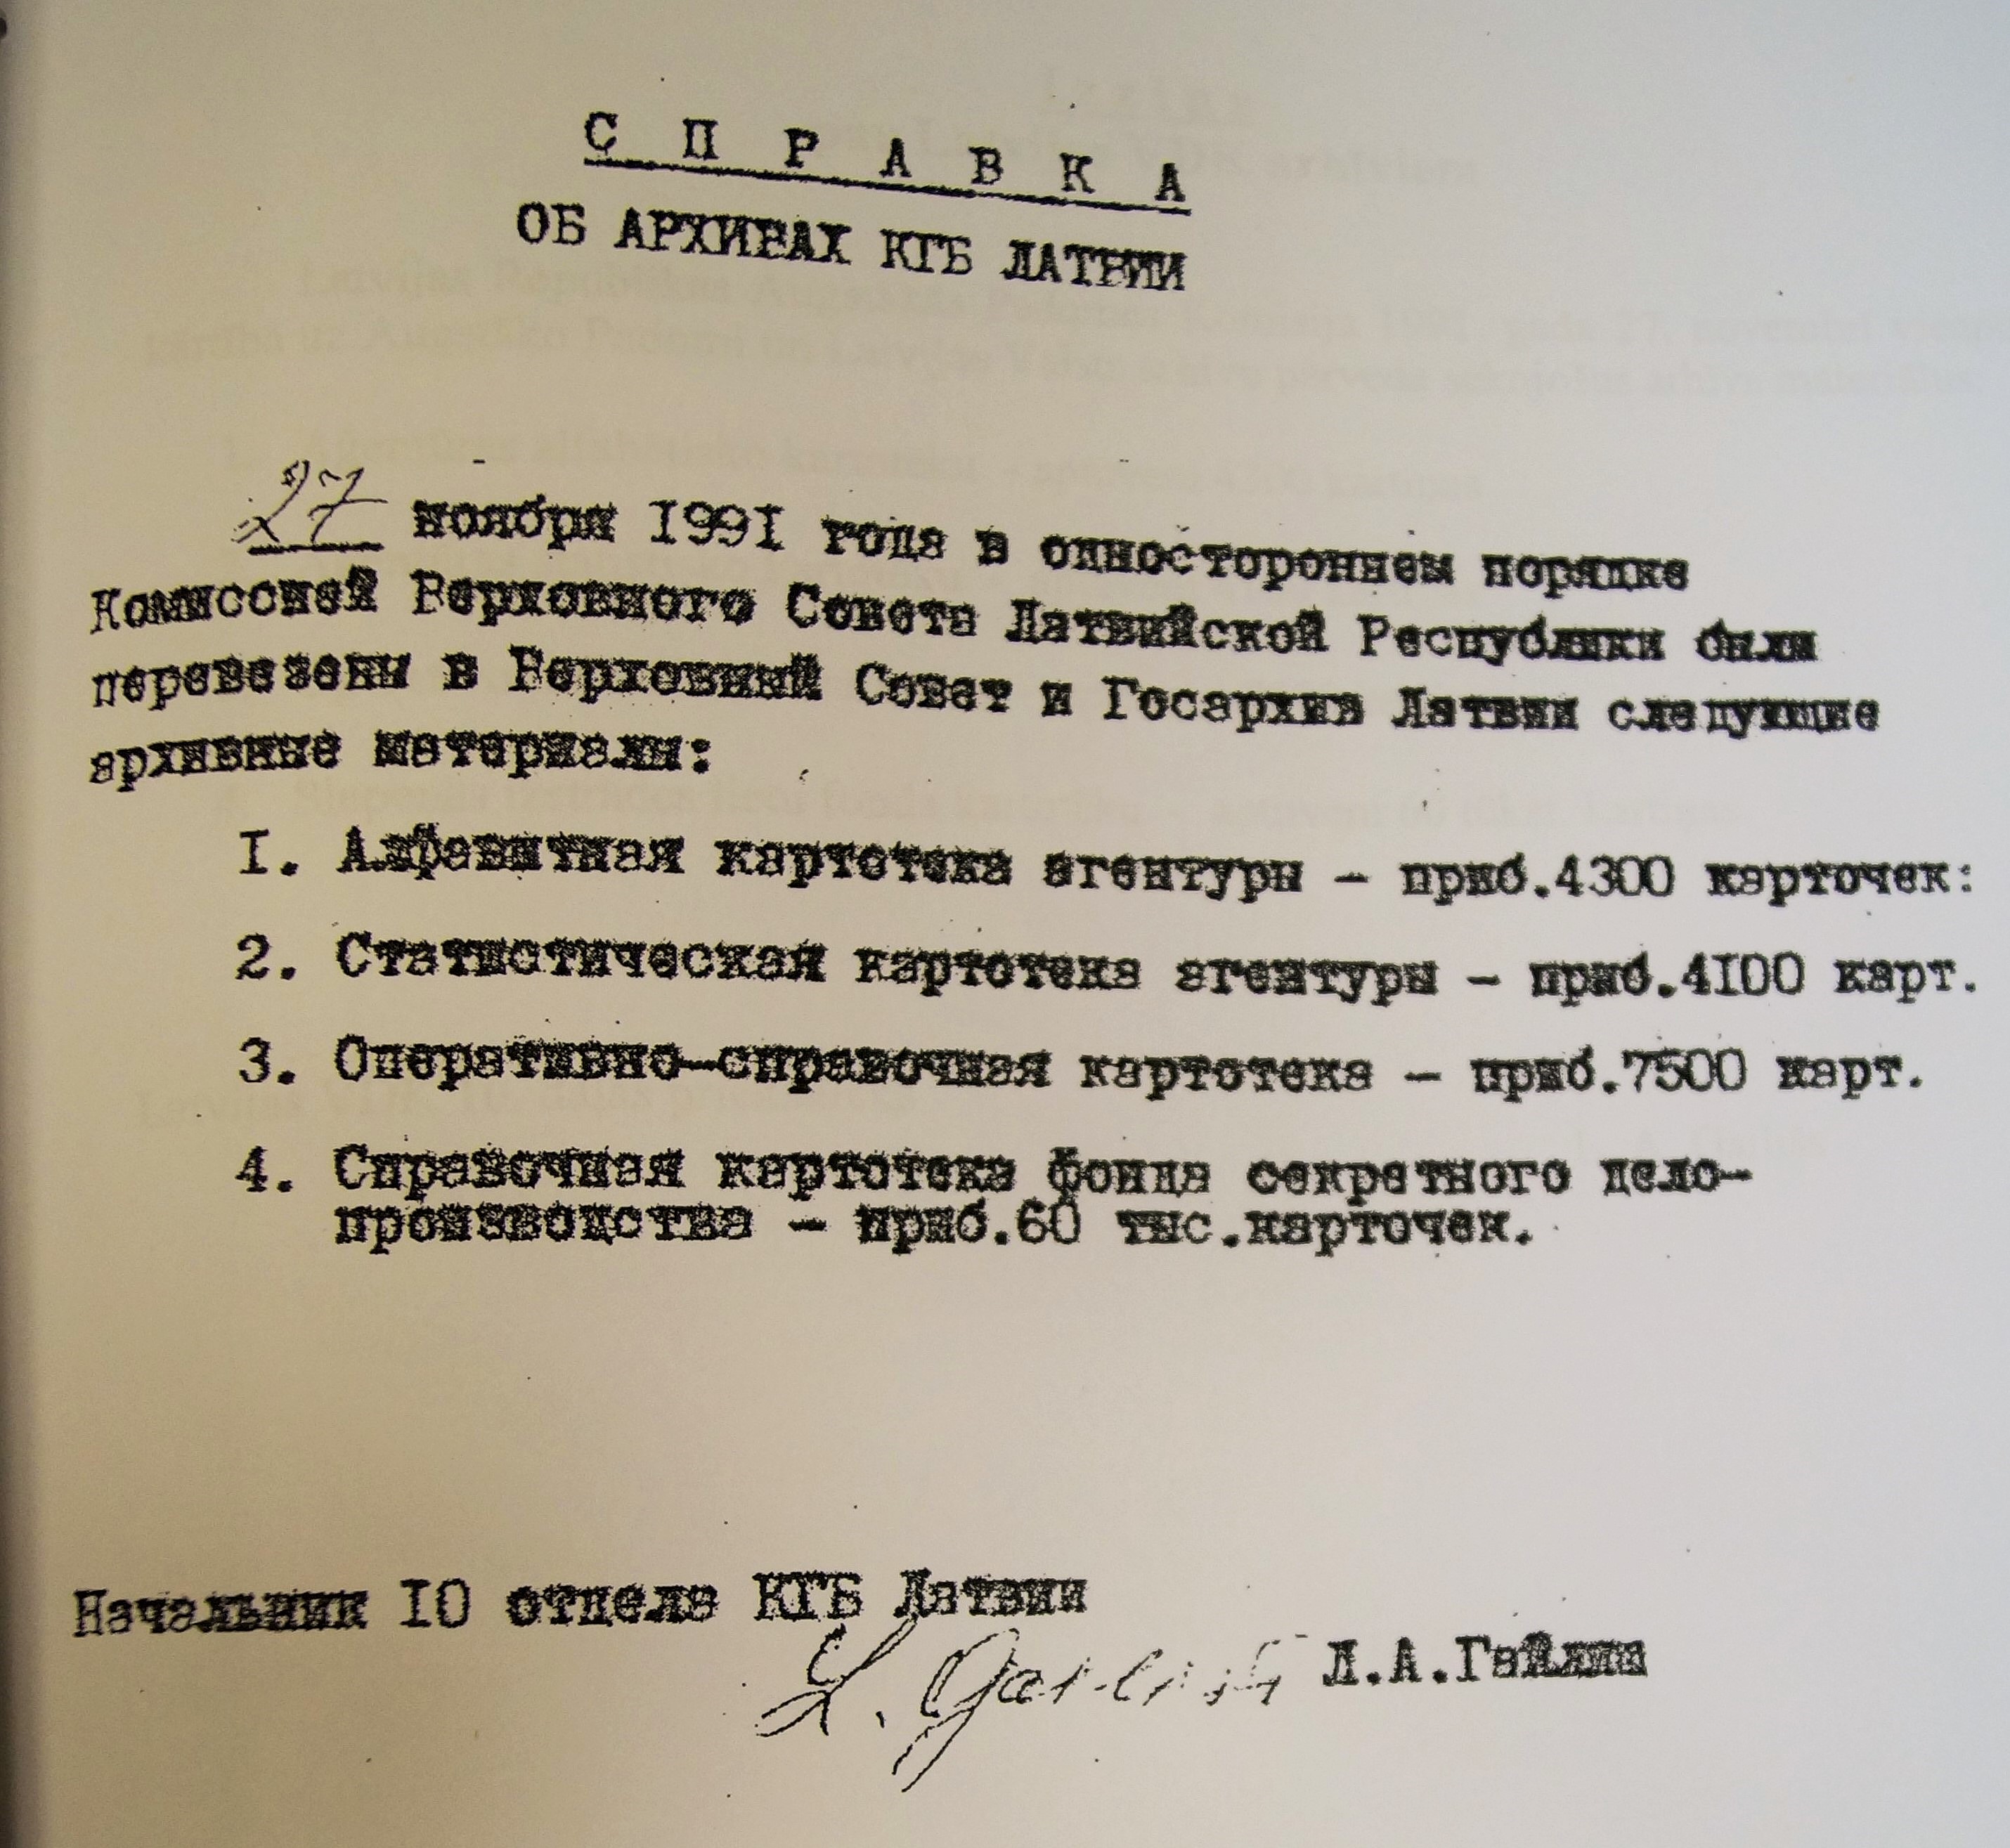 С П Р А В К А
ОБ АРХИВАХ КГБ ЛАТВИИ
27 ноября 1991 года в одностороннем порядке
Комиссией Верховного Совета Латвийской Республики были
перевезены в Верховный Совет и Госархив Латвии следующие
архивные материалы:
1. Алфавитная картотека агентуры – приб.4300 карточек:
2. Статистическая картотека агентуры – приб.4100 карт.
3. Оперативно-справочная картотека – приб.7500 карт.
4. Справочная картотека фонда секретного дело-
производства – приб.60 тыс.карточек.
Начальник 10 отдела КГБ Латвии
Л.А.Гайлиш